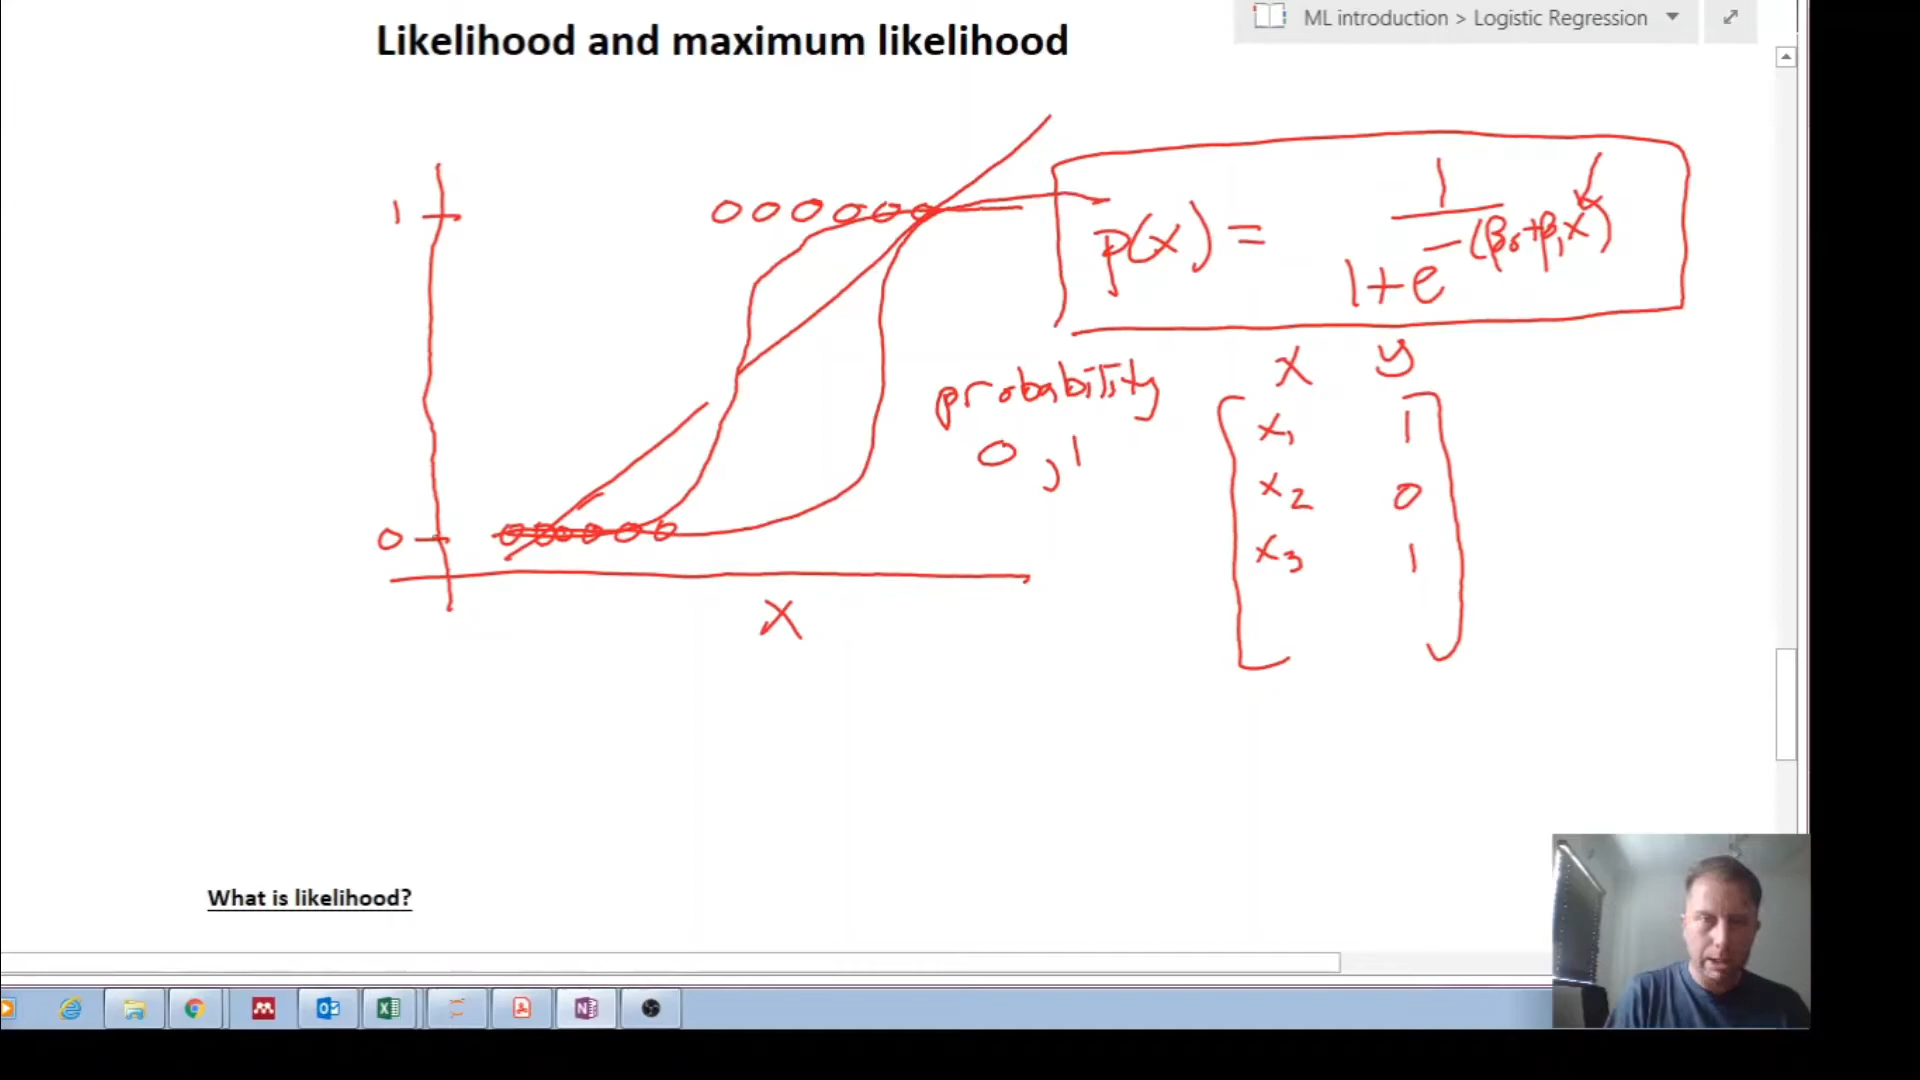 Likelihood and maximum likelihood
ML introduction > Logistic Regression
1
0
X
p(x) = 1 / 1+e^-(β₀+β₁x)
probability
0 , 1
X y
x₁ 1
x₂ 0
x₃ 1
What is likelihood?